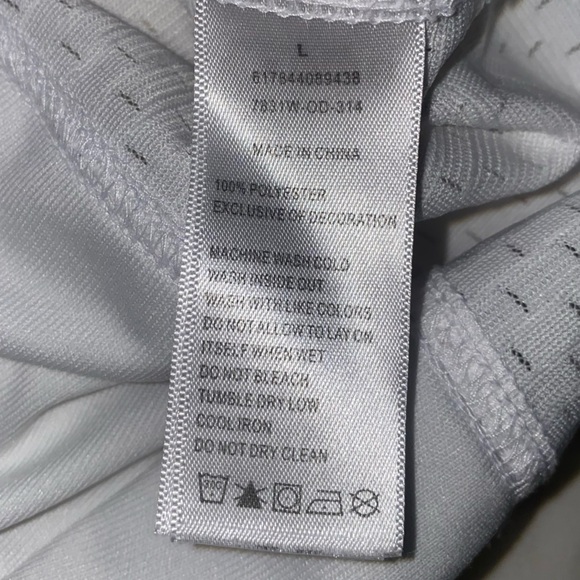 L
617844089438
7831W-OD-314
MADE IN CHINA
100% POLYESTER
EXCLUSIVE OF DECORATION
MACHINE WASH COLD
WASH INSIDE OUT
WASH WITH LIKE COLORS
DO NOT ALLOW TO LAY ON
ITSELF WHEN WET
DO NOT BLEACH
TUMBLE DRY LOW
COOL IRON
DO NOT DRY CLEAN